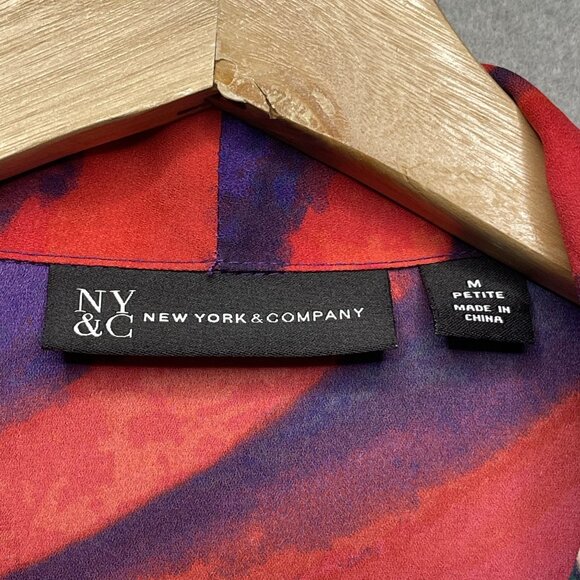 NY
&C NEW YORK & COMPANY
M
PETITE
MADE IN
CHINA